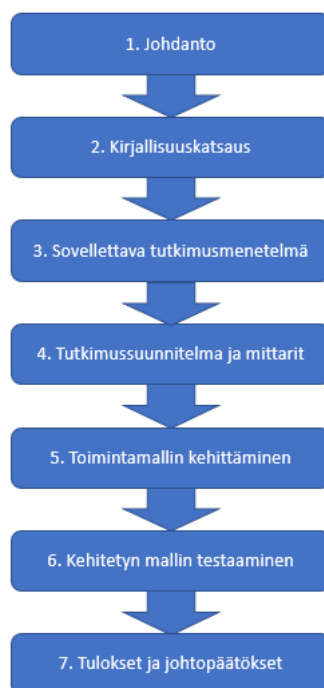 1. Johdanto
2. Kirjallisuuskatsaus
3. Sovellettava tutkimusmenetelmä
4. Tutkimussuunnitelma ja mittarit
5. Toimintamallin kehittäminen
6. Kehitetyn mallin testaaminen
7. Tulokset ja johtopäätökset